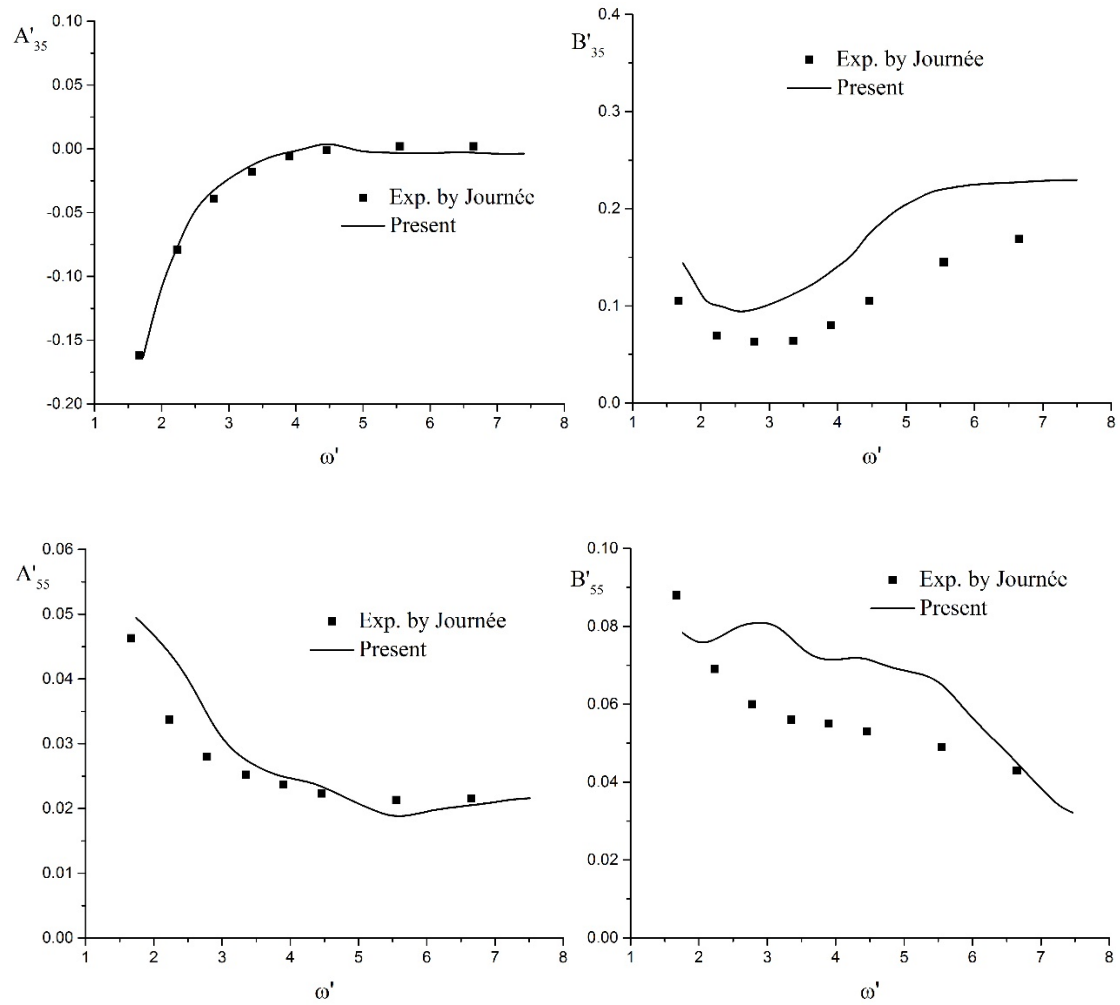 A'35
0.10
0.05
0.00
-0.05
-0.10
-0.15
-0.20
1 2 3 4 5 6 7 8
ω'
Exp. by Journée
Present
B'35
0.4
0.3
0.2
0.1
0.0
1 2 3 4 5 6 7 8
ω'
Exp. by Journée
Present
A'55
0.06
0.05
0.04
0.03
0.02
0.01
0.00
1 2 3 4 5 6 7 8
ω'
Exp. by Journée
Present
B'55
0.10
0.08
0.06
0.04
0.02
0.00
1 2 3 4 5 6 7 8
ω'
Exp. by Journée
Present